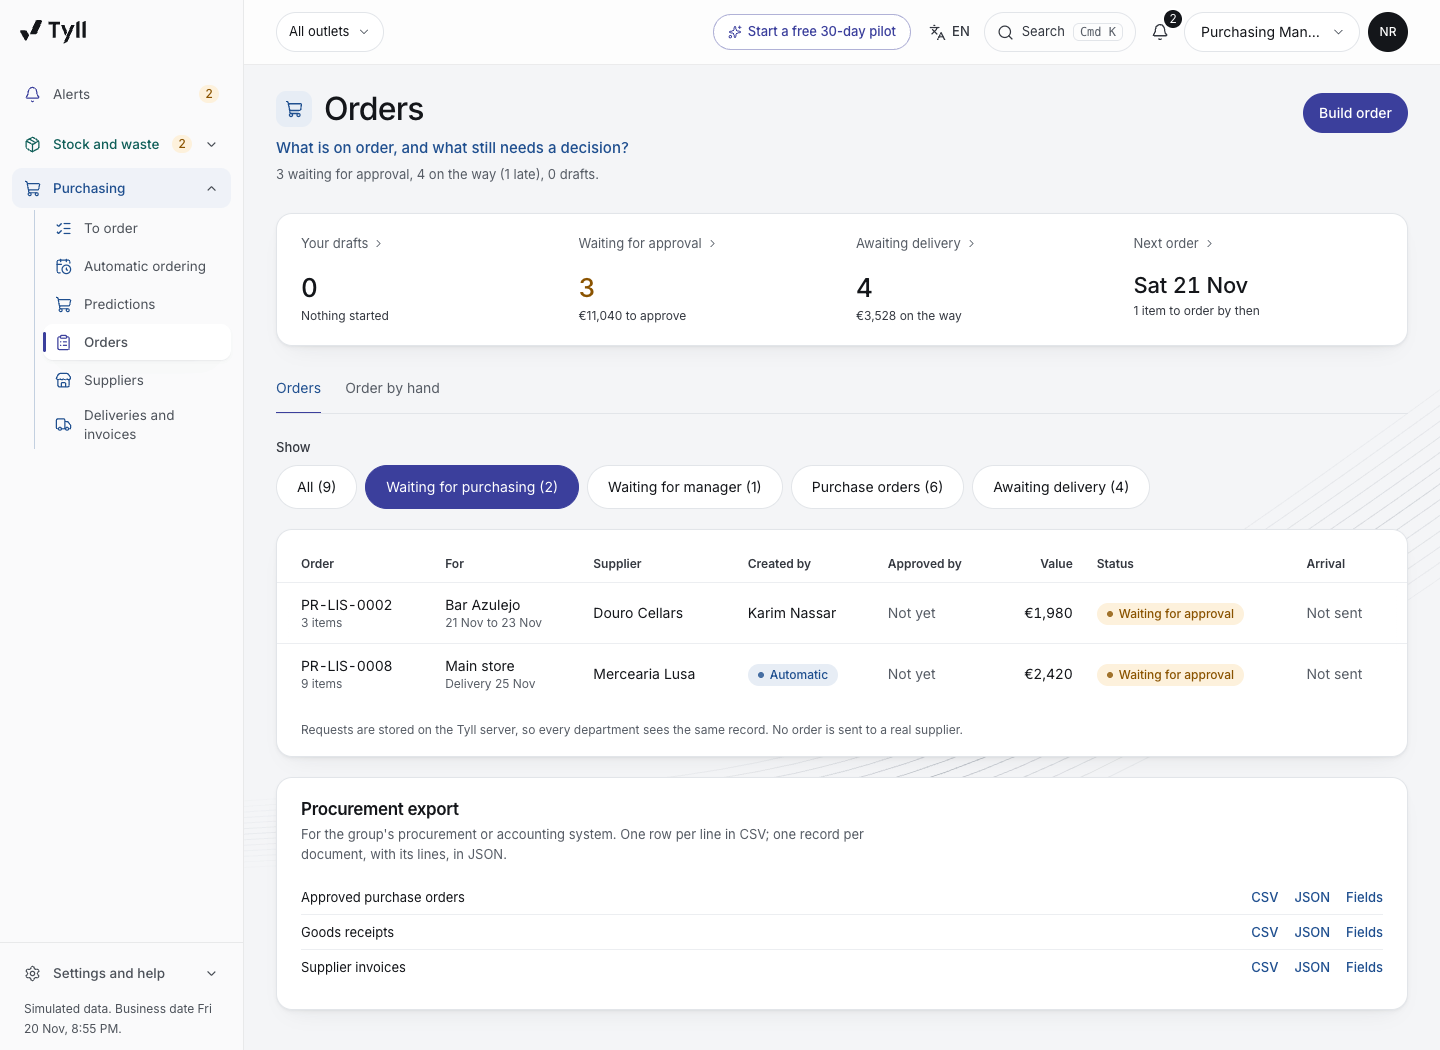 Tyll
All outlets
Start a free 30-day pilot
EN
Search
Cmd K
2
Purchasing Man...
NR
Alerts
2
Stock and waste
2
Purchasing
To order
Automatic ordering
Predictions
Orders
Suppliers
Deliveries and
invoices
Settings and help
Simulated data. Business date Fri
20 Nov, 8:55 PM.
Orders
Build order
What is on order, and what still needs a decision?
3 waiting for approval, 4 on the way (1 late), 0 drafts.
Your drafts
0
Nothing started
Waiting for approval
3
€11,040 to approve
Awaiting delivery
4
€3,528 on the way
Next order
Sat 21 Nov
1 item to order by then
Orders
Order by hand
Show
All (9)
Waiting for purchasing (2)
Waiting for manager (1)
Purchase orders (6)
Awaiting delivery (4)
Order For Supplier Created by Approved by Value Status Arrival
PR-LIS-0002
3 items
Bar Azulejo
21 Nov to 23 Nov
Douro Cellars
Karim Nassar
Not yet
€1,980
Waiting for approval
Not sent
PR-LIS-0008
9 items
Main store
Delivery 25 Nov
Mercearia Lusa
Automatic
Not yet
€2,420
Waiting for approval
Not sent
Requests are stored on the Tyll server, so every department sees the same record. No order is sent to a real supplier.
Procurement export
For the group's procurement or accounting system. One row per line in CSV; one record per
document, with its lines, in JSON.
Approved purchase orders CSV JSON Fields
Goods receipts CSV JSON Fields
Supplier invoices CSV JSON Fields